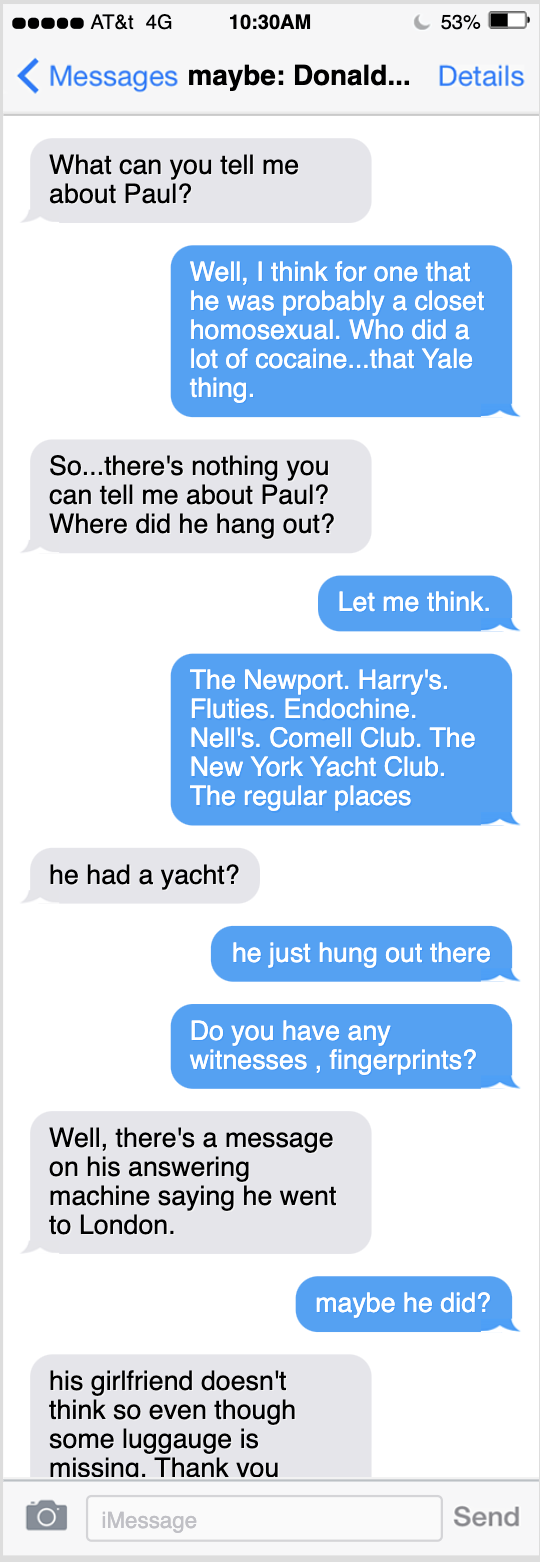 AT&t 4G 10:30AM 53%
Messages maybe: Donald... Details
What can you tell me
about Paul?
Well, I think for one that
he was probably a closet
homosexual. Who did a
lot of cocaine...that Yale
thing.
So...there's nothing you
can tell me about Paul?
Where did he hang out?
Let me think.
The Newport. Harry's.
Fluties. Endochine.
Nell's. Comell Club. The
New York Yacht Club.
The regular places
he had a yacht?
he just hung out there
Do you have any
witnesses , fingerprints?
Well, there's a message
on his answering
machine saying he went
to London.
maybe he did?
his girlfriend doesn't
think so even though
some luggauge is
missing. Thank you
iMessage Send